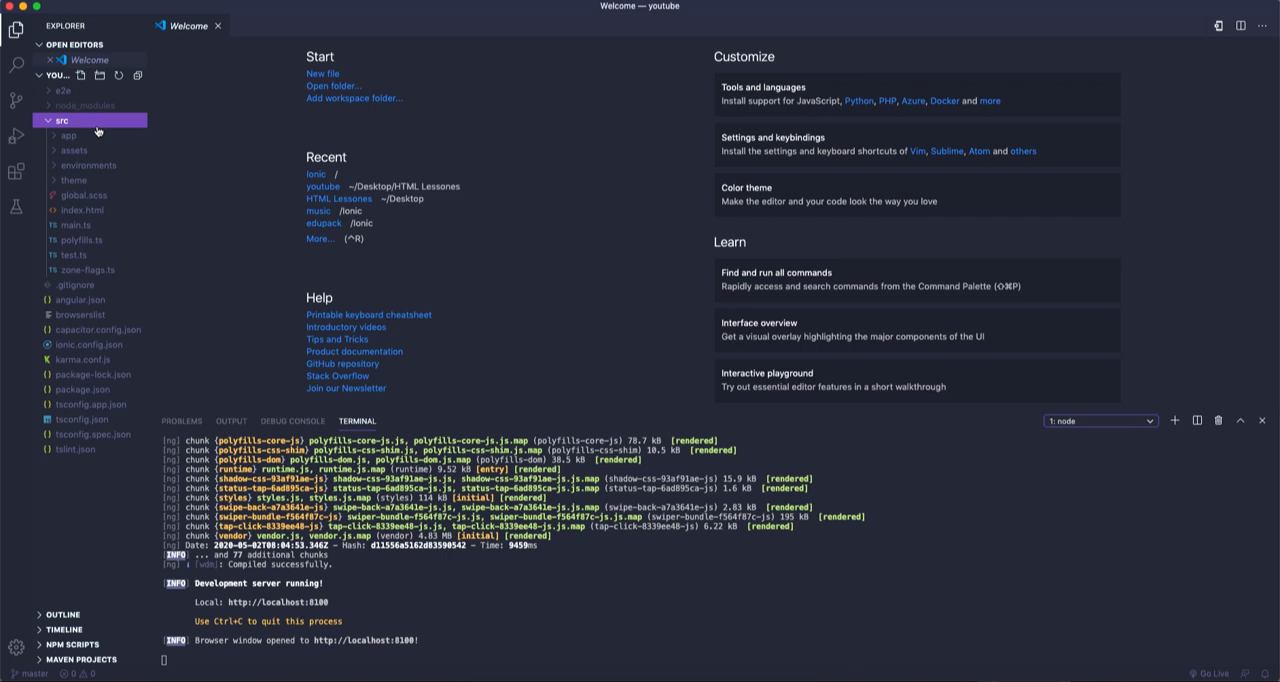 Welcome — youtube
EXPLORER
OPEN EDITORS
Welcome
YOU...
e2e
node_modules
src
app
assets
environments
theme
global.scss
index.html
TS main.ts
TS polyfills.ts
TS test.ts
TS zone-flags.ts
.gitignore
{} angular.json
browserslist
{} capacitor.config.json
ionic.config.json
karma.conf.js
{} package-lock.json
{} package.json
{} tsconfig.app.json
tsconfig.json
{} tsconfig.spec.json
{} tslint.json
OUTLINE
TIMELINE
NPM SCRIPTS
MAVEN PROJECTS
Welcome
Start
New file
Open folder...
Add workspace folder...
Recent
Ionic /
youtube ~/Desktop/HTML Lessones
HTML Lessones ~/Desktop
music /Ionic
edupack /Ionic
More... (^R)
Help
Printable keyboard cheatsheet
Introductory videos
Tips and Tricks
Product documentation
GitHub repository
Stack Overflow
Join our Newsletter
Customize
Tools and languages
Install support for JavaScript, Python, PHP, Azure, Docker and more
Settings and keybindings
Install the settings and keyboard shortcuts of Vim, Sublime, Atom and others
Color theme
Make the editor and your code look the way you love
Learn
Find and run all commands
Rapidly access and search commands from the Command Palette (⇧⌘P)
Interface overview
Get a visual overlay highlighting the major components of the UI
Interactive playground
Try out essential editor features in a short walkthrough
PROBLEMS OUTPUT DEBUG CONSOLE TERMINAL
1: node
[ng] chunk {polyfills-core-js} polyfills-core-js.js, polyfills-core-js.js.map (polyfills-core-js) 78.7 kB [rendered]
[ng] chunk {polyfills-css-shim} polyfills-css-shim.js, polyfills-css-shim.js.map (polyfills-css-shim) 10.5 kB [rendered]
[ng] chunk {polyfills-dom} polyfills-dom.js, polyfills-dom.js.map (polyfills-dom) 38.5 kB [rendered]
[ng] chunk {runtime} runtime.js, runtime.js.map (runtime) 9.52 kB [entry] [rendered]
[ng] chunk {shadow-css-93af91ae-js} shadow-css-93af91ae-js.js, shadow-css-93af91ae-js.js.map (shadow-css-93af91ae-js) 15.9 kB [rendered]
[ng] chunk {status-tap-6ad895ca-js} status-tap-6ad895ca-js.js, status-tap-6ad895ca-js.js.map (status-tap-6ad895ca-js) 1.6 kB [rendered]
[ng] chunk {styles} styles.js, styles.js.map (styles) 114 kB [initial] [rendered]
[ng] chunk {swipe-back-a7a3641e-js} swipe-back-a7a3641e-js.js, swipe-back-a7a3641e-js.js.map (swipe-back-a7a3641e-js) 2.83 kB [rendered]
[ng] chunk {swiper-bundle-f564f87c-js} swiper-bundle-f564f87c-js.js, swiper-bundle-f564f87c-js.js.map (swiper-bundle-f564f87c-js) 195 kB [rendered]
[ng] chunk {tap-click-8339ee48-js} tap-click-8339ee48-js.js, tap-click-8339ee48-js.js.map (tap-click-8339ee48-js) 6.22 kB [rendered]
[ng] chunk {vendor} vendor.js, vendor.js.map (vendor) 4.83 MB [initial] [rendered]
[ng] Date: 2020-05-02T08:04:53.346Z - Hash: d11556a5162d83590542 - Time: 9459ms
[INFO] ... and 77 additional chunks
[ng] ℹ ｢wdm｣: Compiled successfully.
[INFO] Development server running!
Local: http://localhost:8100
Use Ctrl+C to quit this process
[INFO] Browser window opened to http://localhost:8100!
master 0 0
Go Live